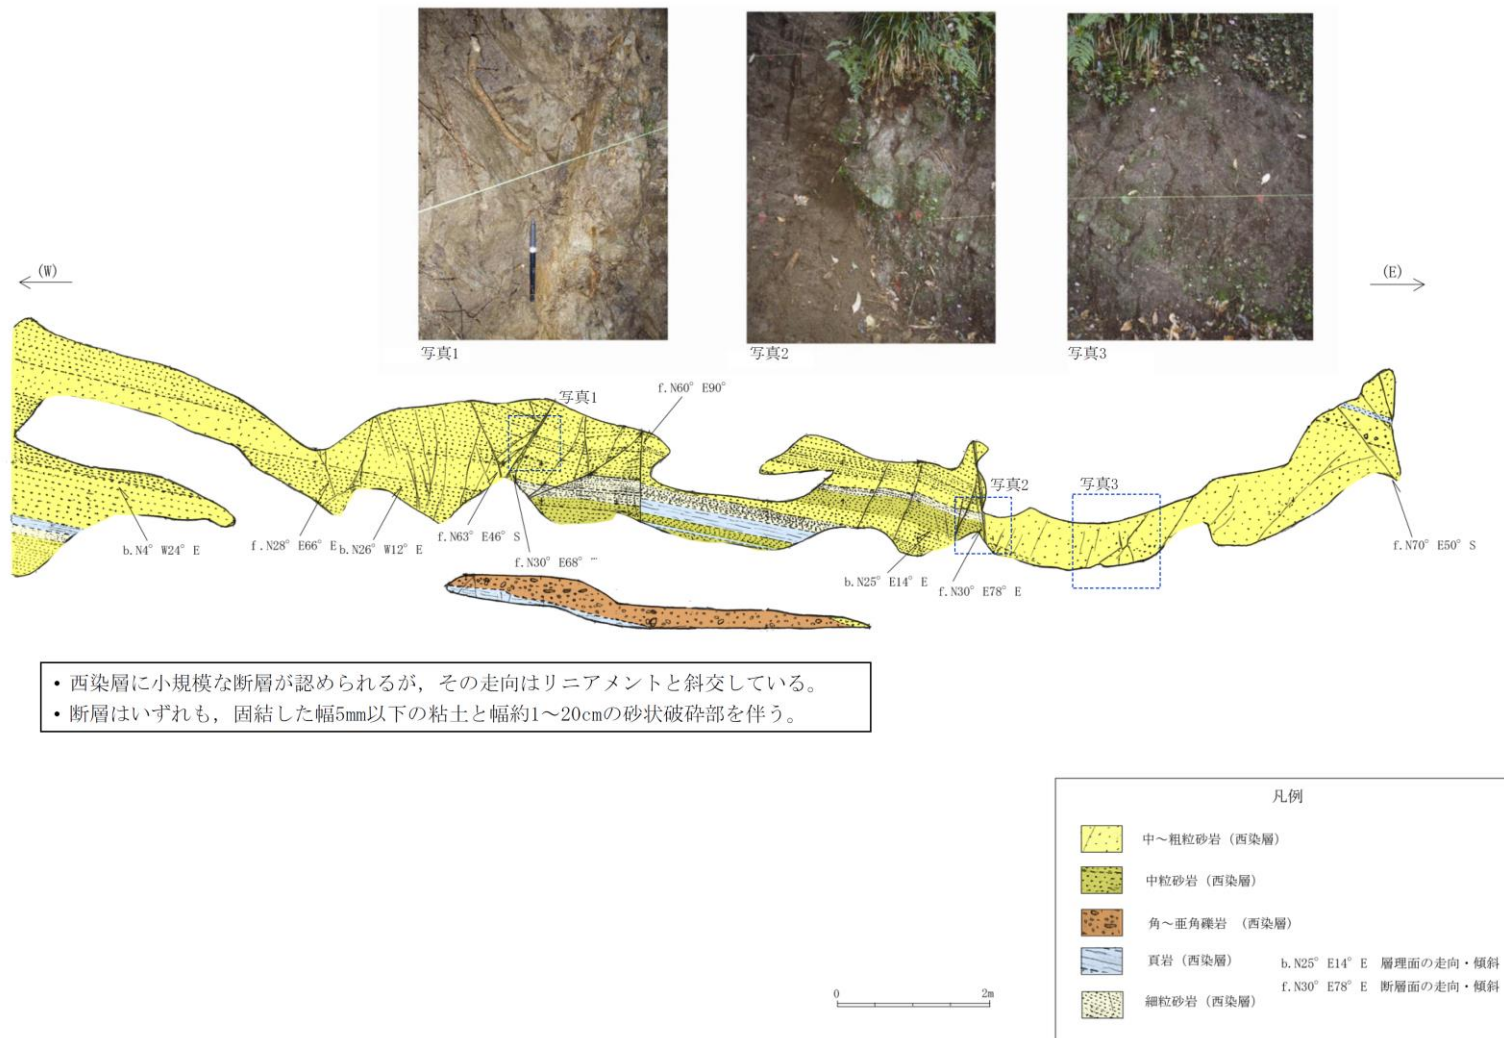 写真1
写真2
写真3
(W)
(E)
写真1
f.N60° E90°
写真2
写真3
b.N4° W24° E
f.N28° E66° E
b.N26° W12° E
f.N63° E46° S
f.N30° E68°
b.N25° E14° E
f.N30° E78° E
f.N70° E50° S
・西染層に小規模な断層が認められるが，その走向はリニアメントと斜交している。
・断層はいずれも，固結した幅5mm以下の粘土と幅約1～20cmの砂状破砕部を伴う。
凡例
中～粗粒砂岩（西染層）
中粒砂岩（西染層）
角～亜角礫岩 （西染層）
頁岩（西染層）
細粒砂岩（西染層）
b.N25° E14° E 層理面の走向・傾斜
f.N30° E78° E 断層面の走向・傾斜
0 2m